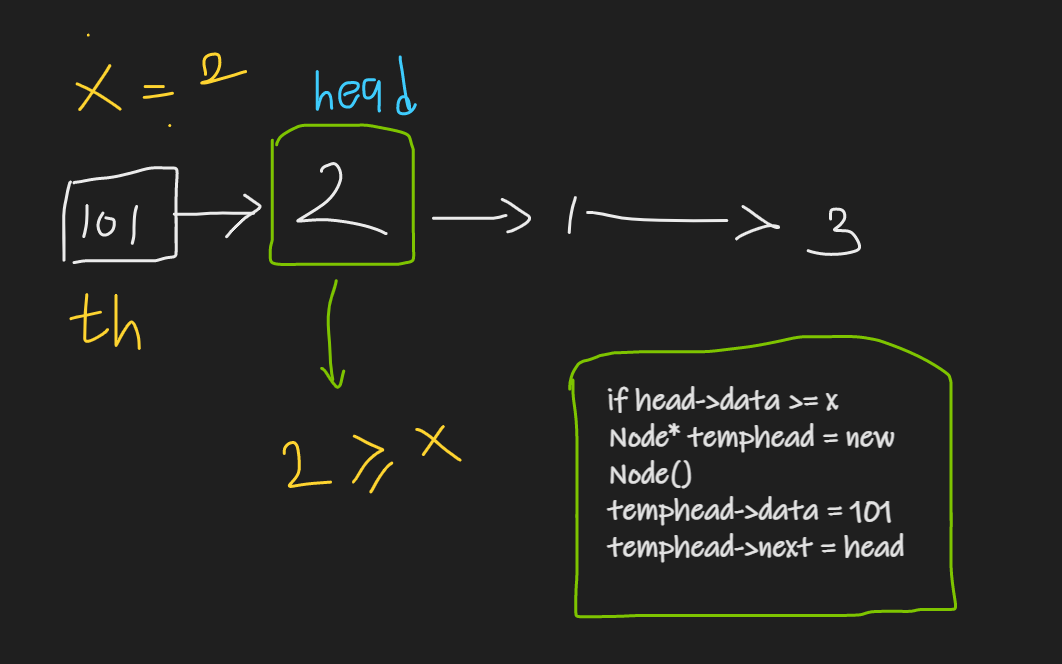 x = 2
head
101 2 1 3
th
2 ≥ x
if head->data >= x
Node* temphead = new
Node()
temphead->data = 101
temphead->next = head